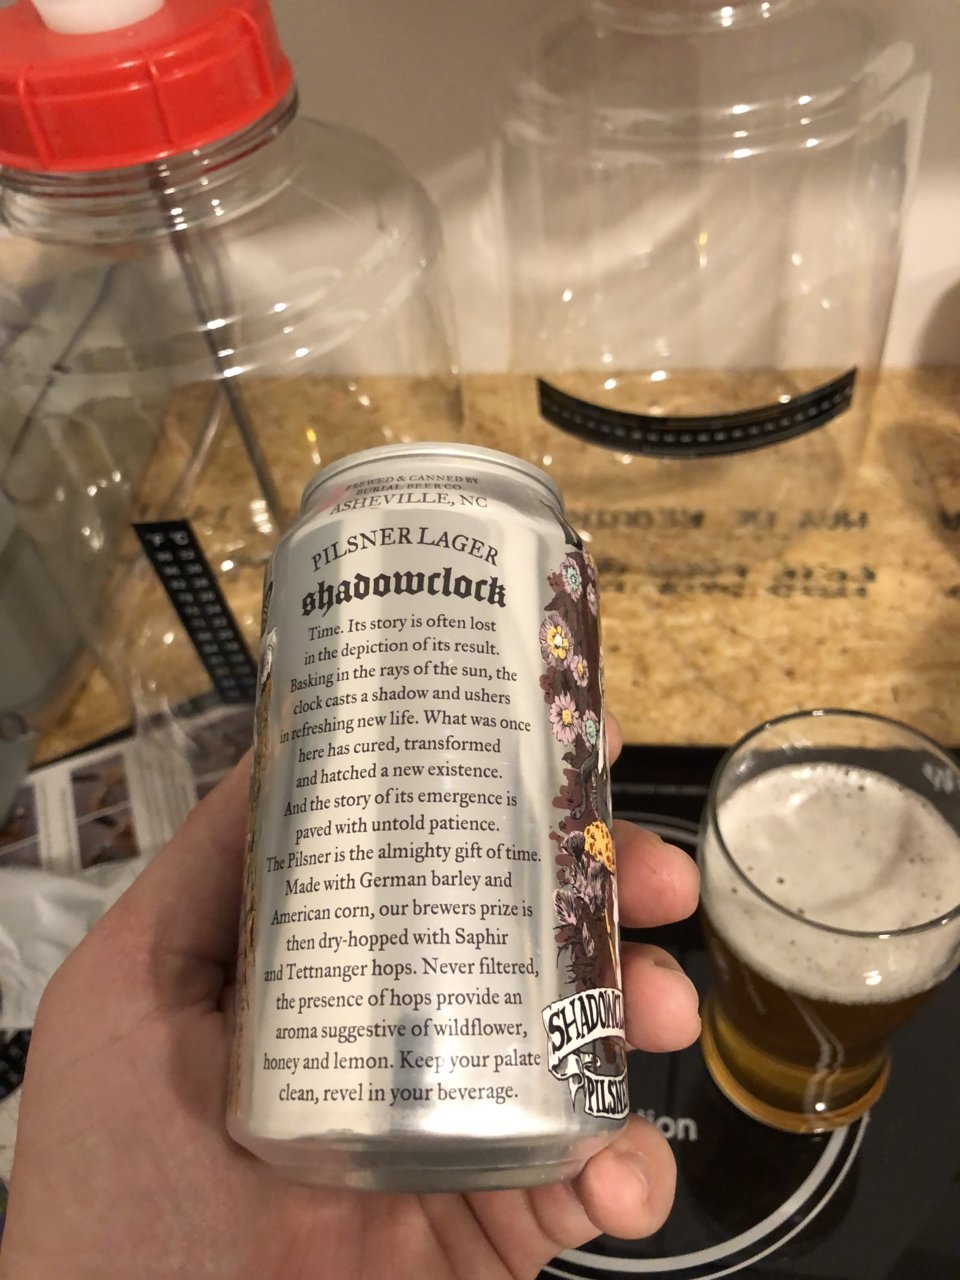 BREWED & CANNED BY
BURIAL BEER CO.
ASHEVILLE, NC
PILSNER LAGER
shadowclock
Time. Its story is often lost
in the depiction of its result.
Basking in the rays of the sun, the
clock casts a shadow and ushers
in refreshing new life. What was once
here has cured, transformed
and hatched a new existence.
And the story of its emergence is
paved with untold patience.
The Pilsner is the almighty gift of time.
Made with German barley and
American corn, our brewers prize is
then dry-hopped with Saphir
and Tettnanger hops. Never filtered,
the presence of hops provide an
aroma suggestive of wildflower,
honey and lemon. Keep your palate
clean, revel in your beverage.